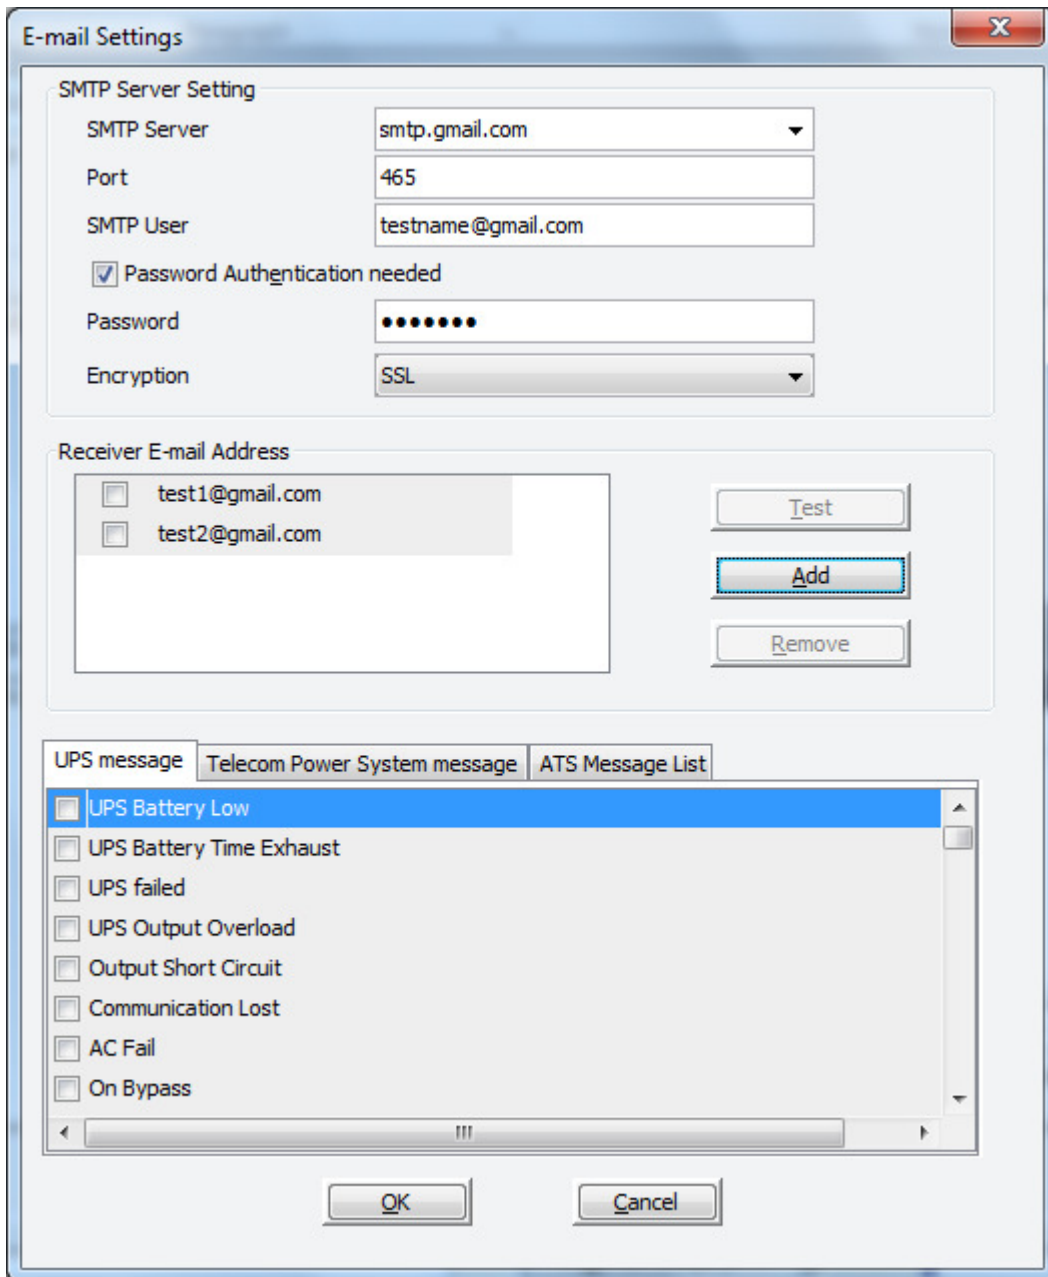 E-mail Settings
SMTP Server Setting
SMTP Server smtp.gmail.com
Port 465
SMTP User testname@gmail.com
Password Authentication needed
Password •••••••
Encryption SSL
Receiver E-mail Address
test1@gmail.com
test2@gmail.com
Test
Add
Remove
UPS message Telecom Power System message ATS Message List
UPS Battery Low
UPS Battery Time Exhaust
UPS failed
UPS Output Overload
Output Short Circuit
Communication Lost
AC Fail
On Bypass
OK Cancel